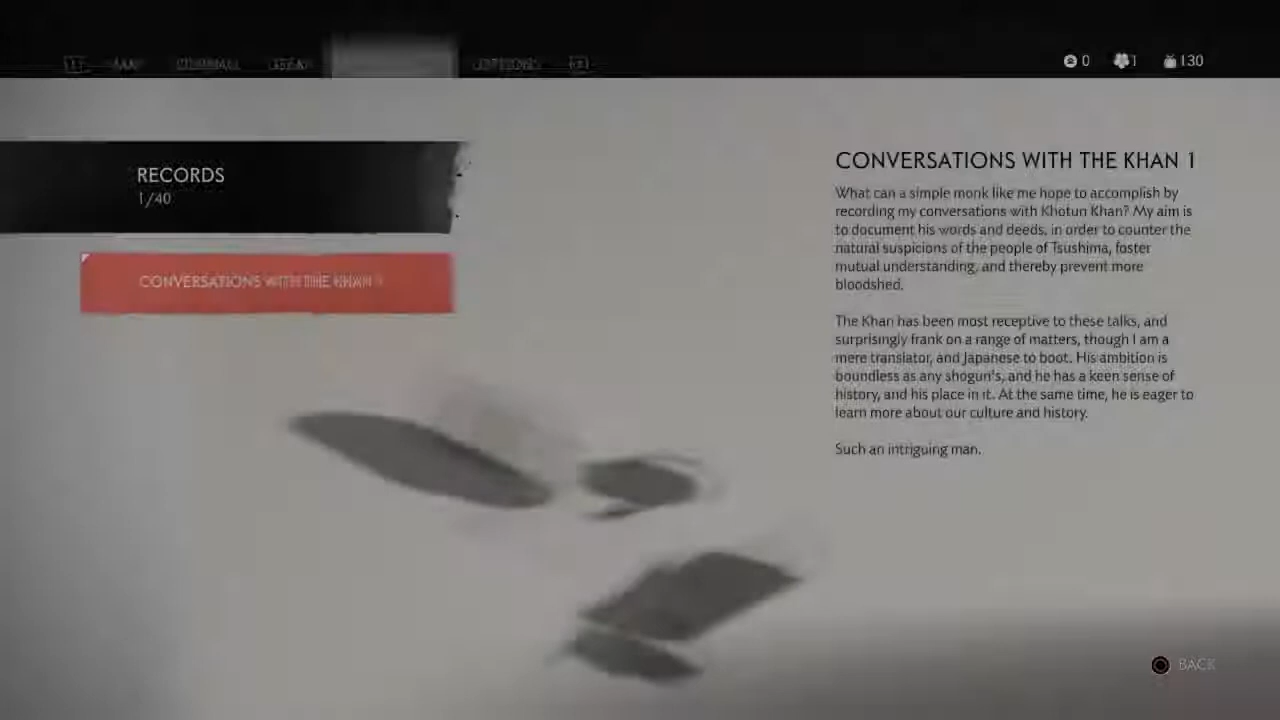 0 1 130
RECORDS
1/40
CONVERSATIONS WITH THE KHAN 1
CONVERSATIONS WITH THE KHAN 1
What can a simple monk like me hope to accomplish by
recording my conversations with Khotun Khan? My aim is
to document his words and deeds, in order to counter the
natural suspicions of the people of Tsushima, foster
mutual understanding, and thereby prevent more
bloodshed.
The Khan has been most receptive to these talks, and
surprisingly frank on a range of matters, though I am a
mere translator, and Japanese to boot. His ambition is
boundless as any shogun's, and he has a keen sense of
history, and his place in it. At the same time, he is eager to
learn more about our culture and history.
Such an intriguing man.
BACK